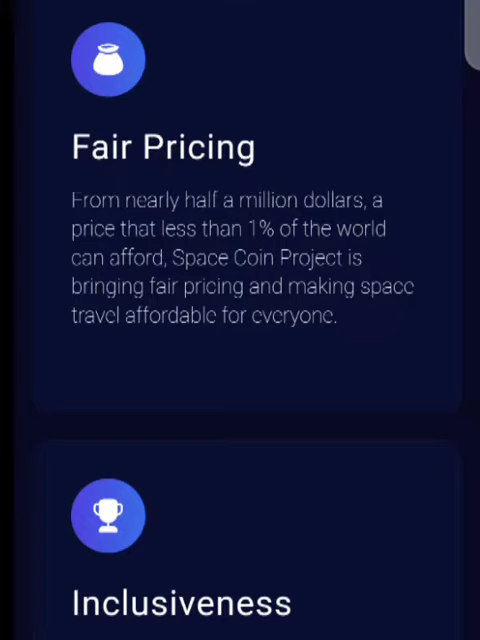 Fair Pricing
From nearly half a million dollars, a
price that less than 1% of the world
can afford, Space Coin Project is
bringing fair pricing and making space
travel affordable for everyone.
Inclusiveness